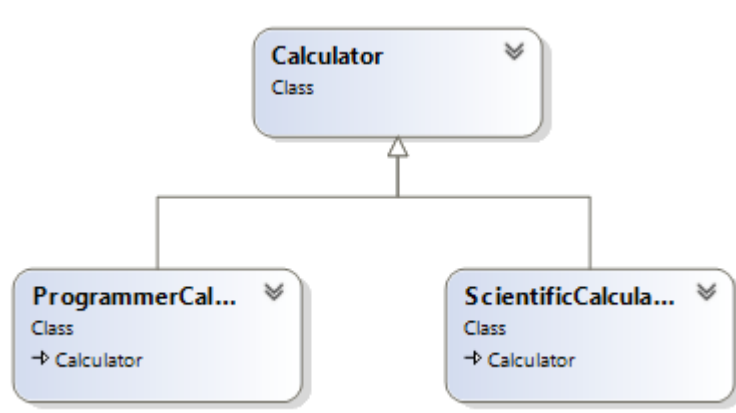 Calculator
Class
ProgrammerCal...
Class
Calculator
ScientificCalcula...
Class
Calculator